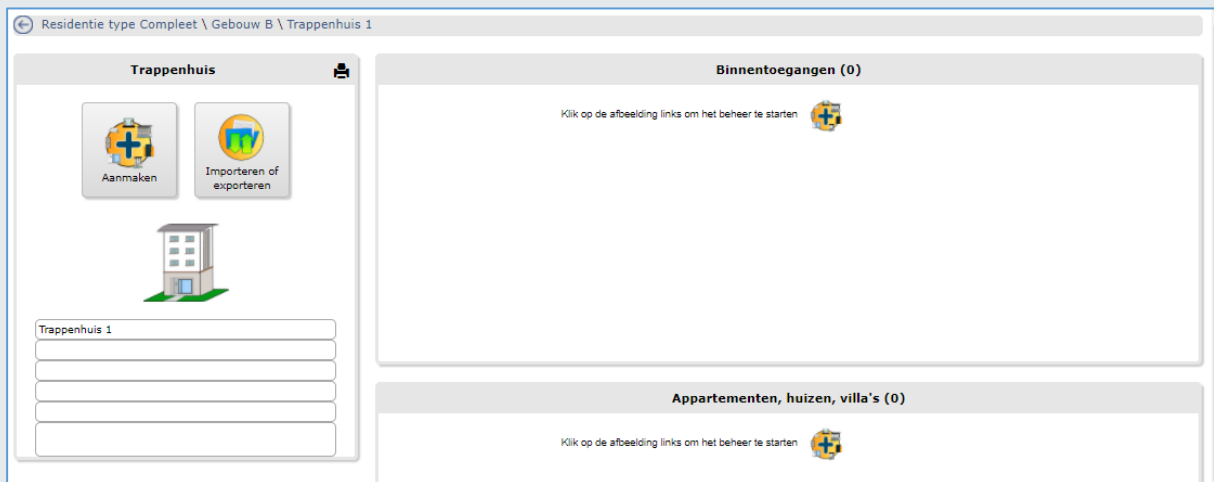 Residentie type Compleet \ Gebouw B \ Trappenhuis 1
Trappenhuis
Aanmaken
Importeren of
exporteren
Trappenhuis 1
Binnentoegangen (0)
Klik op de afbeelding links om het beheer te starten
Appartementen, huizen, villa's (0)
Klik op de afbeelding links om het beheer te starten